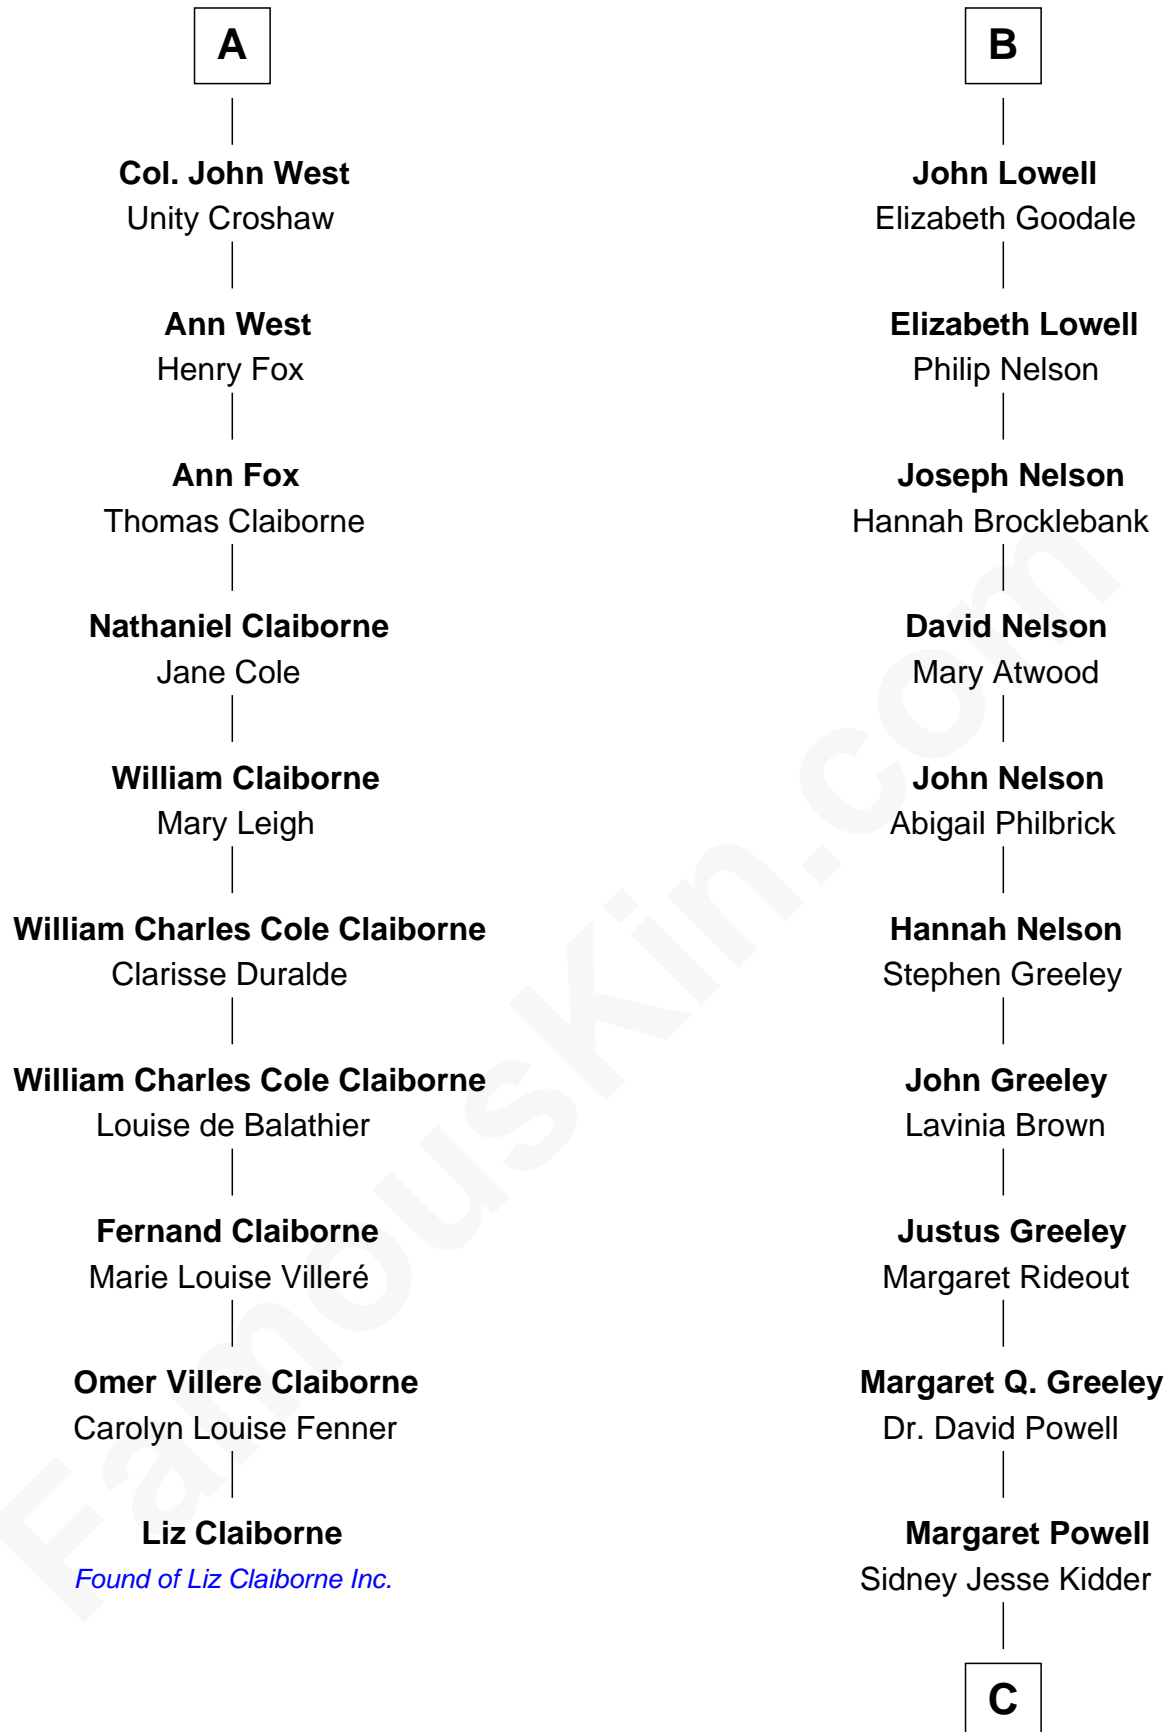 A
Col. John West
Unity Croshaw
Ann West
Henry Fox
Ann Fox
Thomas Claiborne
Nathaniel Claiborne
Jane Cole
William Claiborne
Mary Leigh
William Charles Cole Claiborne
Clarisse Duralde
William Charles Cole Claiborne
Louise de Balathier
Fernand Claiborne
Marie Louise Villeré
Omer Villere Claiborne
Carolyn Louise Fenner
Liz Claiborne
Found of Liz Claiborne Inc.
B
John Lowell
Elizabeth Goodale
Elizabeth Lowell
Philip Nelson
Joseph Nelson
Hannah Brocklebank
David Nelson
Mary Atwood
John Nelson
Abigail Philbrick
Hannah Nelson
Stephen Greeley
John Greeley
Lavinia Brown
Justus Greeley
Margaret Rideout
Margaret Q. Greeley
Dr. David Powell
Margaret Powell
Sidney Jesse Kidder
C
FamousKin.com